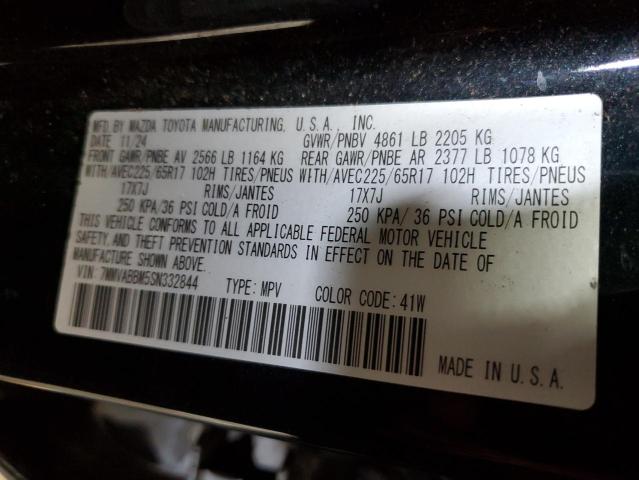 MFD.BY MAZDA TOYOTA MANUFACTURING, U.S.A., INC.
DATE 11/24 GVWR/PNBV 4861 LB 2205 KG
FRONT GAWR/PNBE AV 2566 LB 1164 KG REAR GAWR/PNBE AR 2377 LB 1078 KG
WITH/AVEC225/65R17 102H TIRES/PNEUS WITH/AVEC225/65R17 102H TIRES/PNEUS
17X7J RIMS/JANTES 17X7J RIMS/JANTES
250 KPA/36 PSI COLD/A FROID 250 KPA/ 36 PSI COLD/A FROID
THIS VEHICLE CONFORMS TO ALL APPLICABLE FEDERAL MOTOR VEHICLE
SAFETY.AND THEFT PREVENTION STANDARDS IN EFFECT ON THE DATE OF
MANUFACTURE SHOWN ABOVE.
VIN: 7MMVABBM5SN332844 TYPE: MPV COLOR CODE: 41W
MADE IN U.S.A.